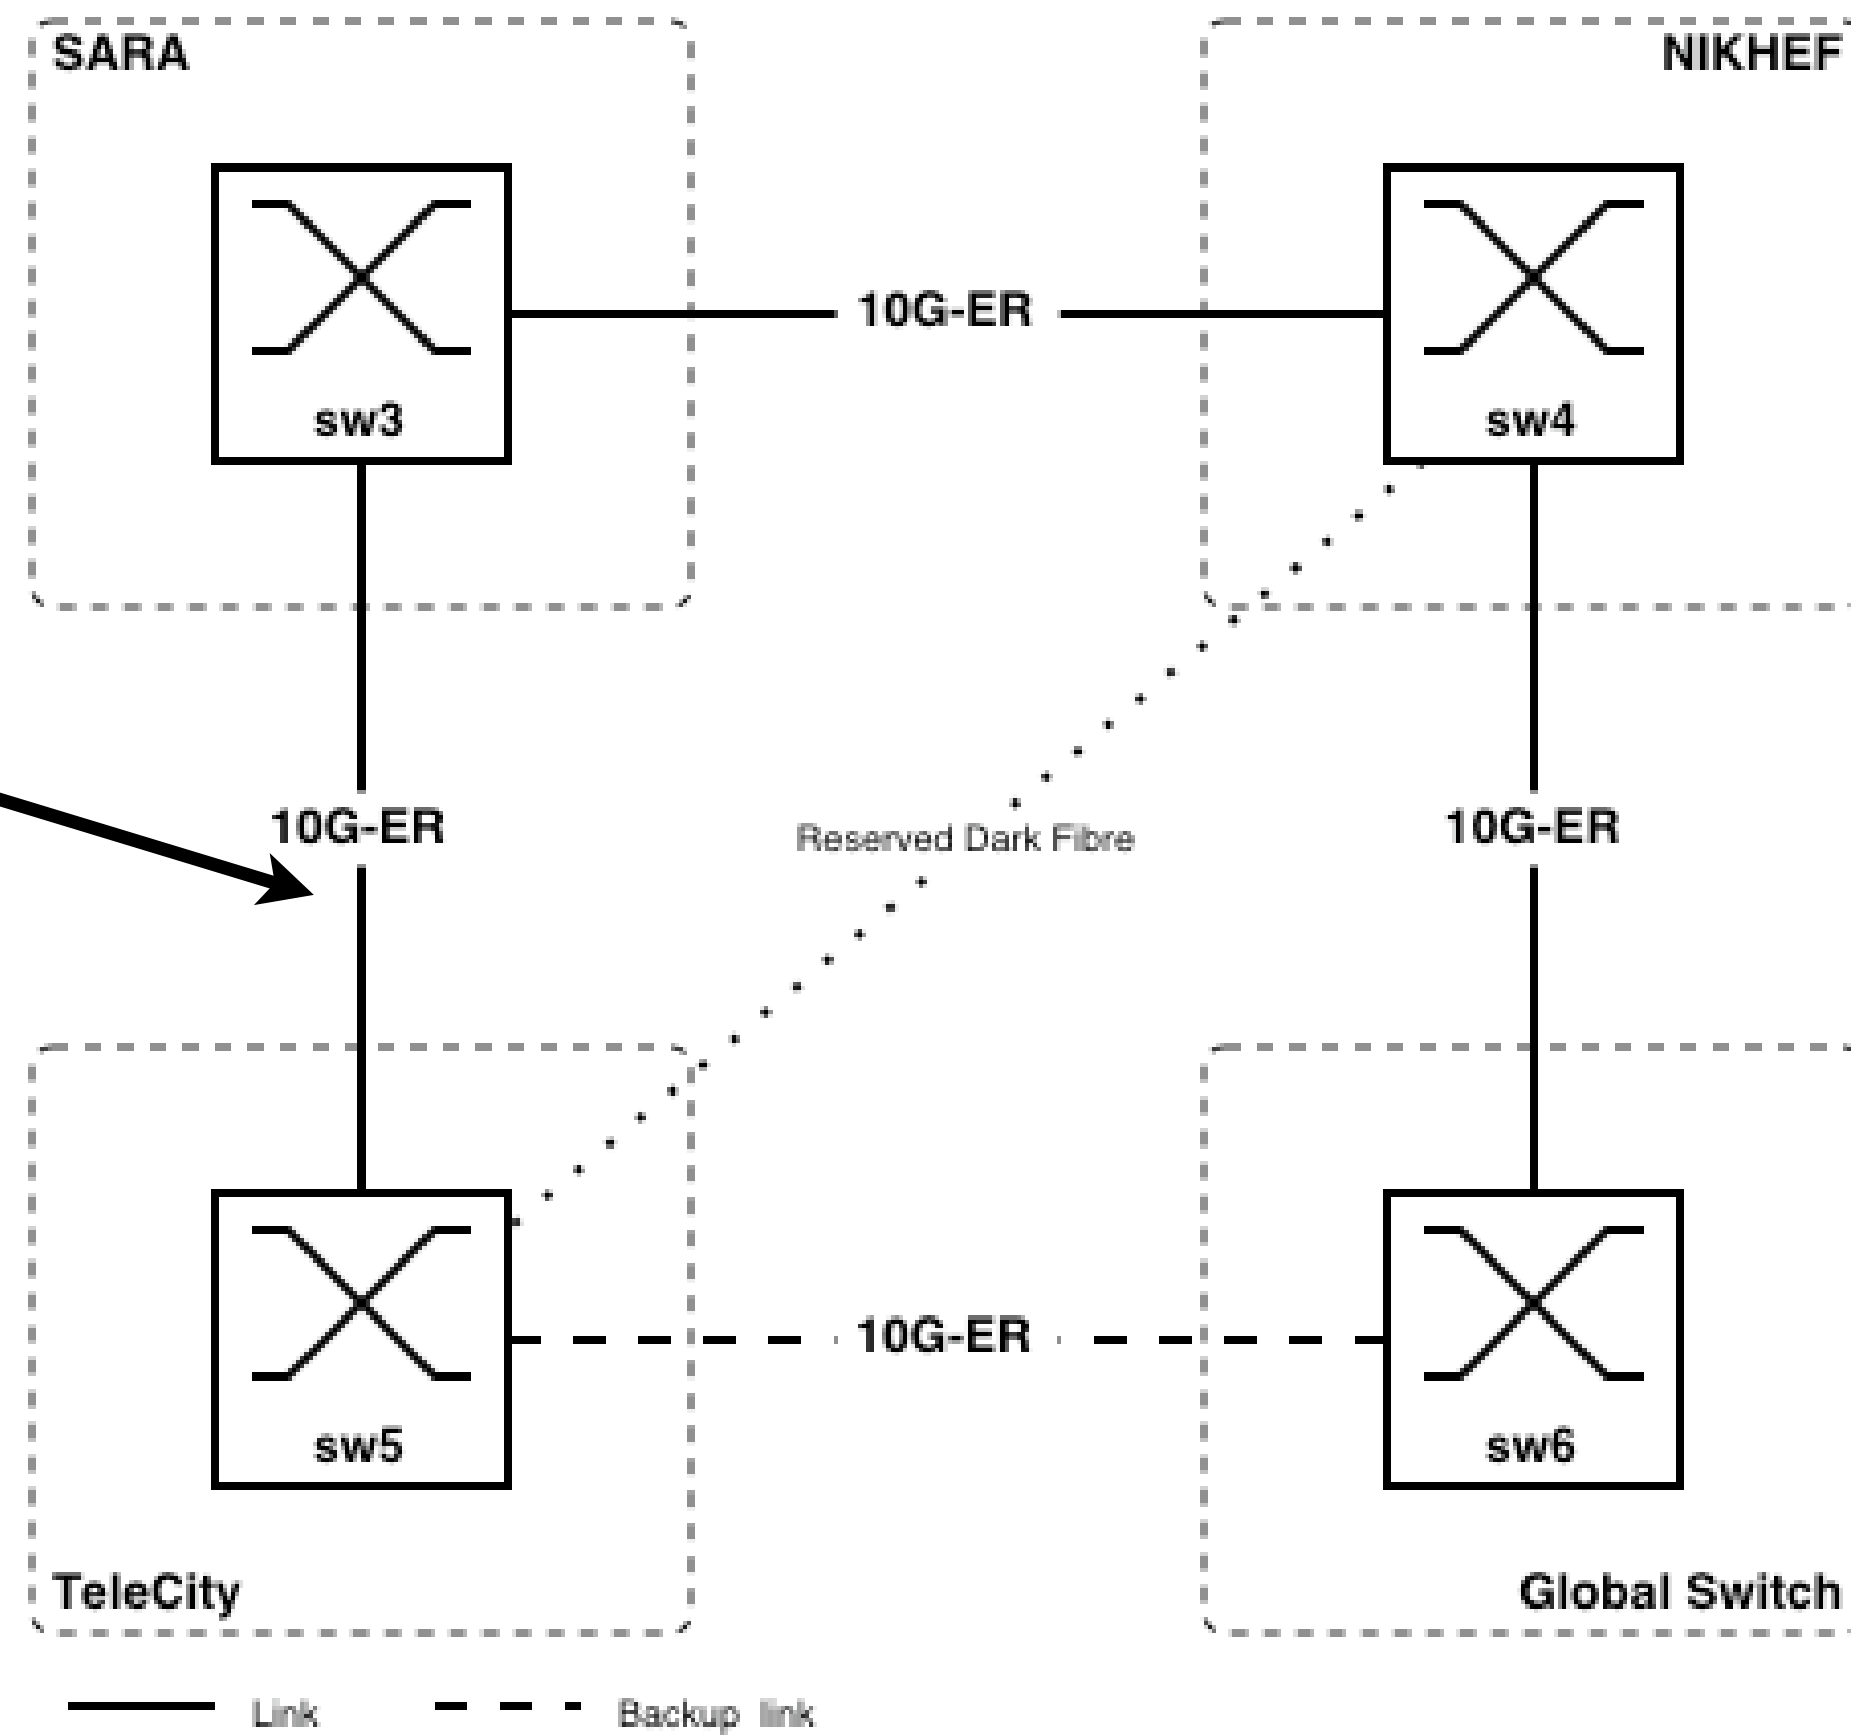 SARA
NIKHEF
sw3
10G-ER
sw4
10G-ER
Reserved Dark Fibre
10G-ER
sw5
10G-ER
sw6
TeleCity
Global Switch
Link
Backup link